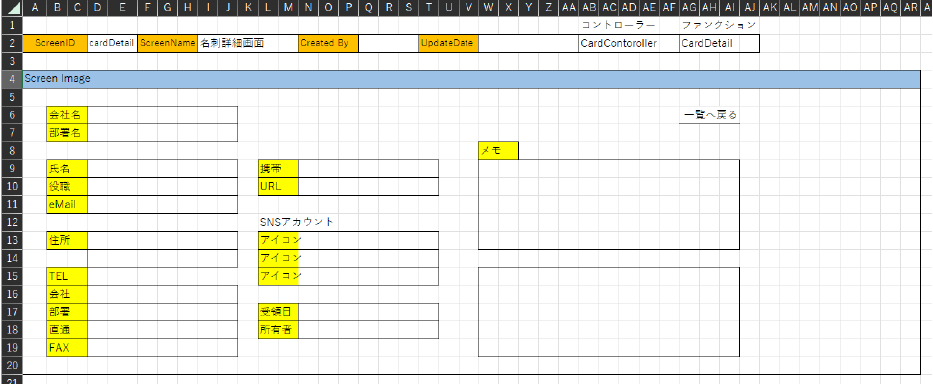 A B C D E F G H I J K L M N O P Q R S T U V W X Y Z AA AB AC AD AE AF AG AH AI AJ AK AL AM AN AO AP AQ AR A
1 コントローラー ファンクション
2 ScreenID cardDetail ScreenName 名刺詳細画面 Created By UpdateDate CardContoroller CardDetail
3
4 Screen Image
5
6 会社名 一覧へ戻る
7 部署名
8 メモ
9 氏名 携帯
10 役職 URL
11 eMail
12 SNSアカウント
13 住所 アイコン
14 アイコン
15 TEL アイコン
16 会社
17 部署 受領日
18 直通 所有者
19 FAX
20
21